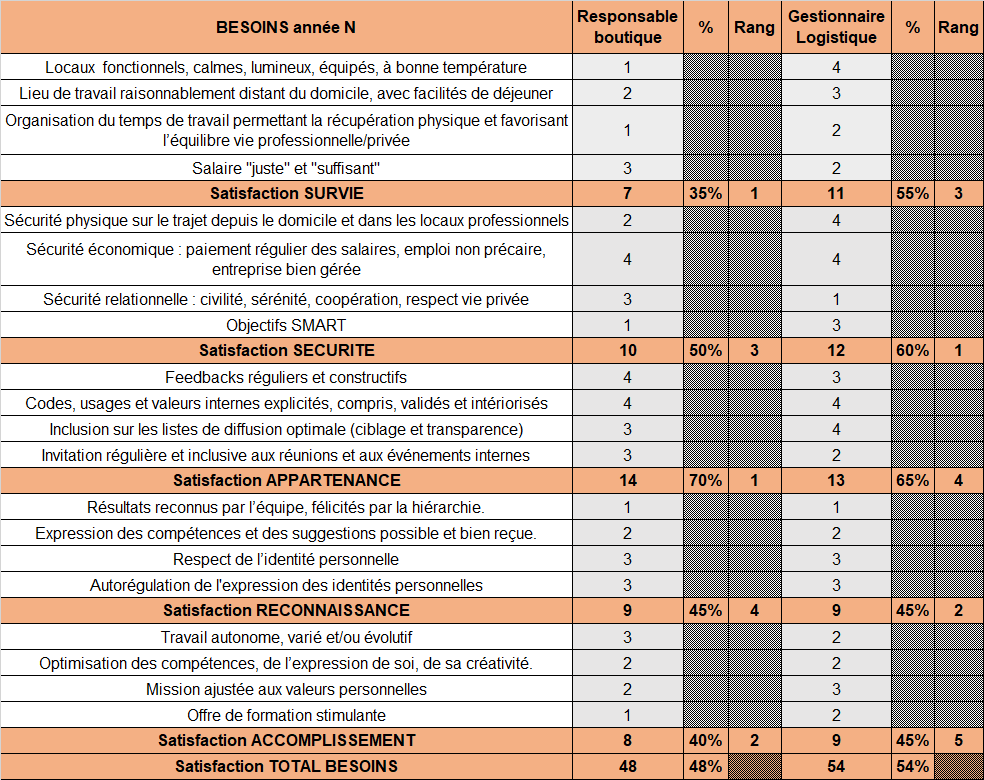 BESOINS année N Responsable boutique % Rang Gestionnaire Logistique % Rang
Locaux fonctionnels, calmes, lumineux, équipés, à bonne température 1 4
Lieu de travail raisonnablement distant du domicile, avec facilités de déjeuner 2 3
Organisation du temps de travail permettant la récupération physique et favorisant
l’équilibre vie professionnelle/privée 1 2
Salaire "juste" et "suffisant" 3 2
Satisfaction SURVIE 7 35% 1 11 55% 3
Sécurité physique sur le trajet depuis le domicile et dans les locaux professionnels 2 4
Sécurité économique : paiement régulier des salaires, emploi non précaire,
entreprise bien gérée 4 4
Sécurité relationnelle : civilité, sérénité, coopération, respect vie privée 3 1
Objectifs SMART 1 3
Satisfaction SECURITE 10 50% 3 12 60% 1
Feedbacks réguliers et constructifs 4 3
Codes, usages et valeurs internes explicités, compris, validés et intériorisés 4 4
Inclusion sur les listes de diffusion optimale (ciblage et transparence) 3 4
Invitation régulière et inclusive aux réunions et aux événements internes 3 2
Satisfaction APPARTENANCE 14 70% 1 13 65% 4
Résultats reconnus par l’équipe, félicités par la hiérarchie. 1 1
Expression des compétences et des suggestions possible et bien reçue. 2 2
Respect de l’identité personnelle 3 3
Autorégulation de l'expression des identités personnelles 3 3
Satisfaction RECONNAISSANCE 9 45% 4 9 45% 2
Travail autonome, varié et/ou évolutif 3 2
Optimisation des compétences, de l’expression de soi, de sa créativité. 2 2
Mission ajustée aux valeurs personnelles 2 3
Offre de formation stimulante 1 2
Satisfaction ACCOMPLISSEMENT 8 40% 2 9 45% 5
Satisfaction TOTAL BESOINS 48 48% 54 54%